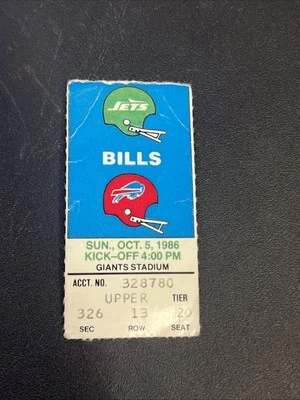 JETS
BILLS
SUN., OCT. 5, 1986
KICK-OFF 4:00 PM
GIANTS STADIUM
ACCT. NO. 328780
UPPER TIER
326 13 20
SEC ROW SEAT